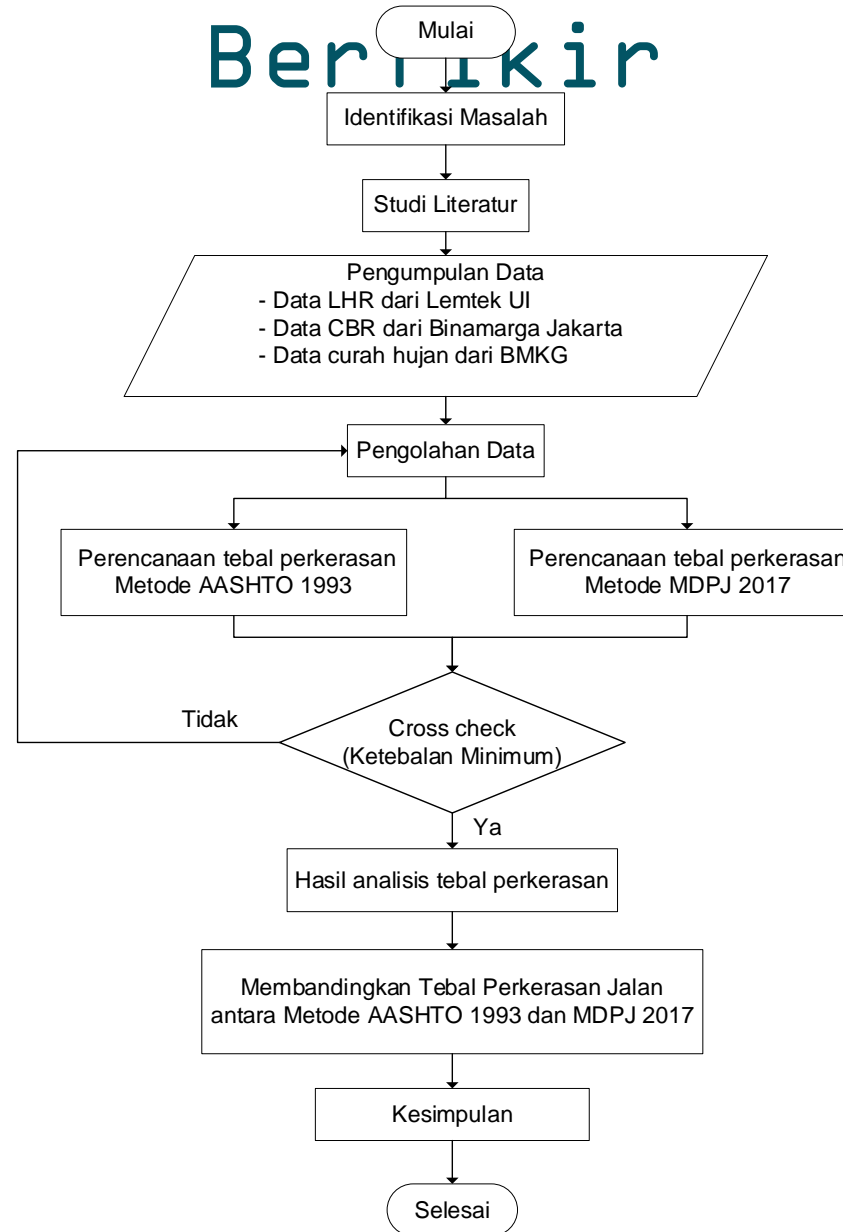 Mulai
Berfikir
Identifikasi Masalah
Studi Literatur
Pengumpulan Data
- Data LHR dari Lemtek UI
- Data CBR dari Binamarga Jakarta
- Data curah hujan dari BMKG
Pengolahan Data
Perencanaan tebal perkerasan
Metode AASHTO 1993
Perencanaan tebal perkerasan
Metode MDPJ 2017
Tidak
Cross check
(Ketebalan Minimum)
Ya
Hasil analisis tebal perkerasan
Membandingkan Tebal Perkerasan Jalan
antara Metode AASHTO 1993 dan MDPJ 2017
Kesimpulan
Selesai